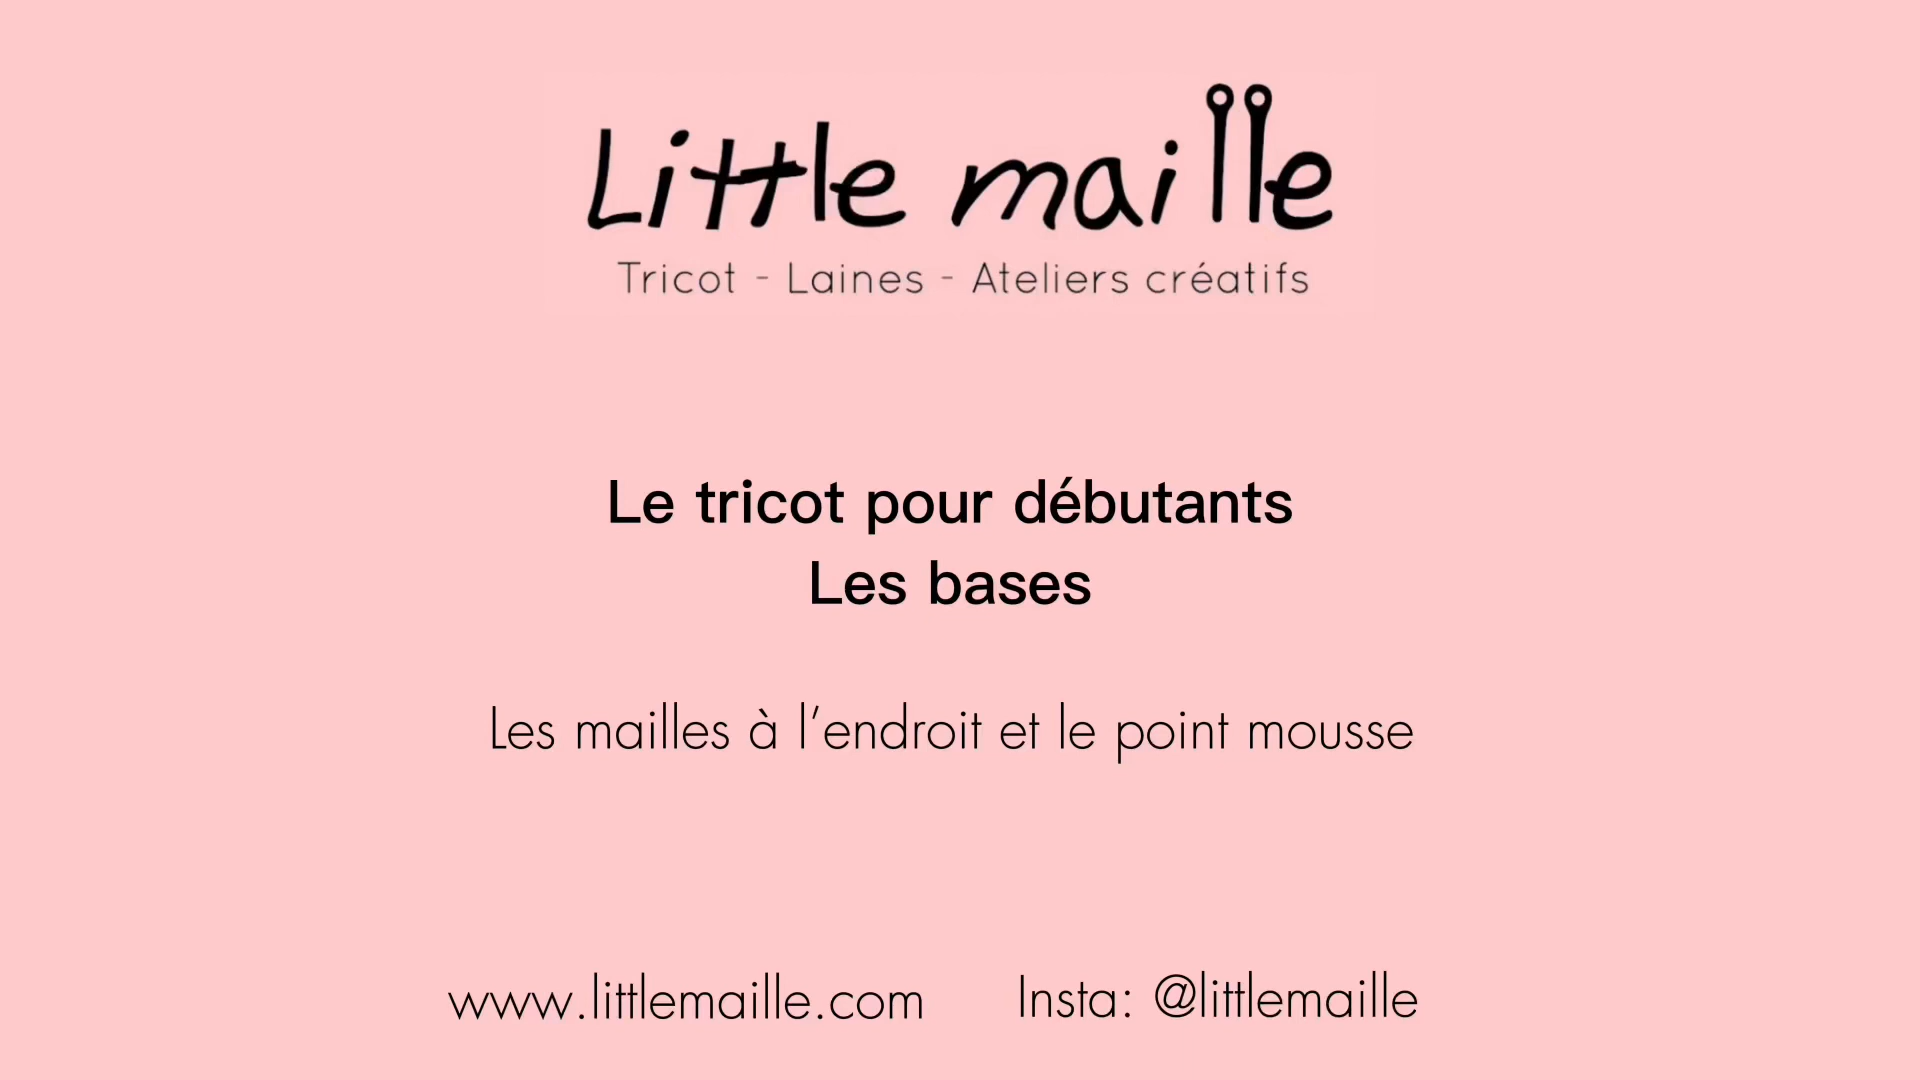 Little maille
Tricot - Laines - Ateliers créatifs
Le tricot pour débutants
Les bases
Les mailles à l'endroit et le point mousse
www.littlemaille.com Insta: @littlemaille